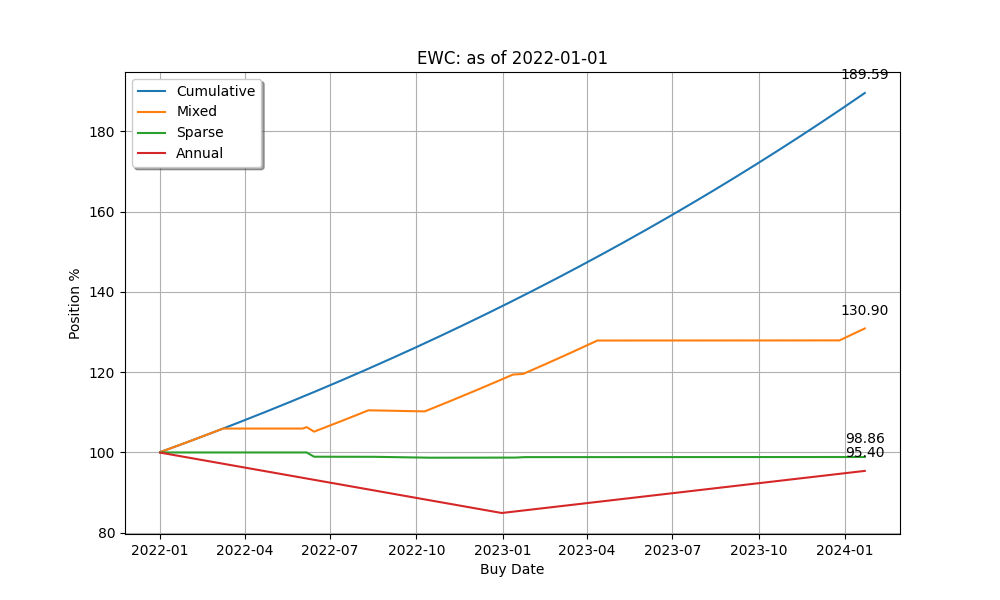 EWC: as of 2022-01-01
189.59
Cumulative
Mixed
Sparse
Annual
180
160
140
130.90
120
98.86
100
95.40
80
Position %
2022-01 2022-04 2022-07 2022-10 2023-01 2023-04 2023-07 2023-10 2024-01
Buy Date